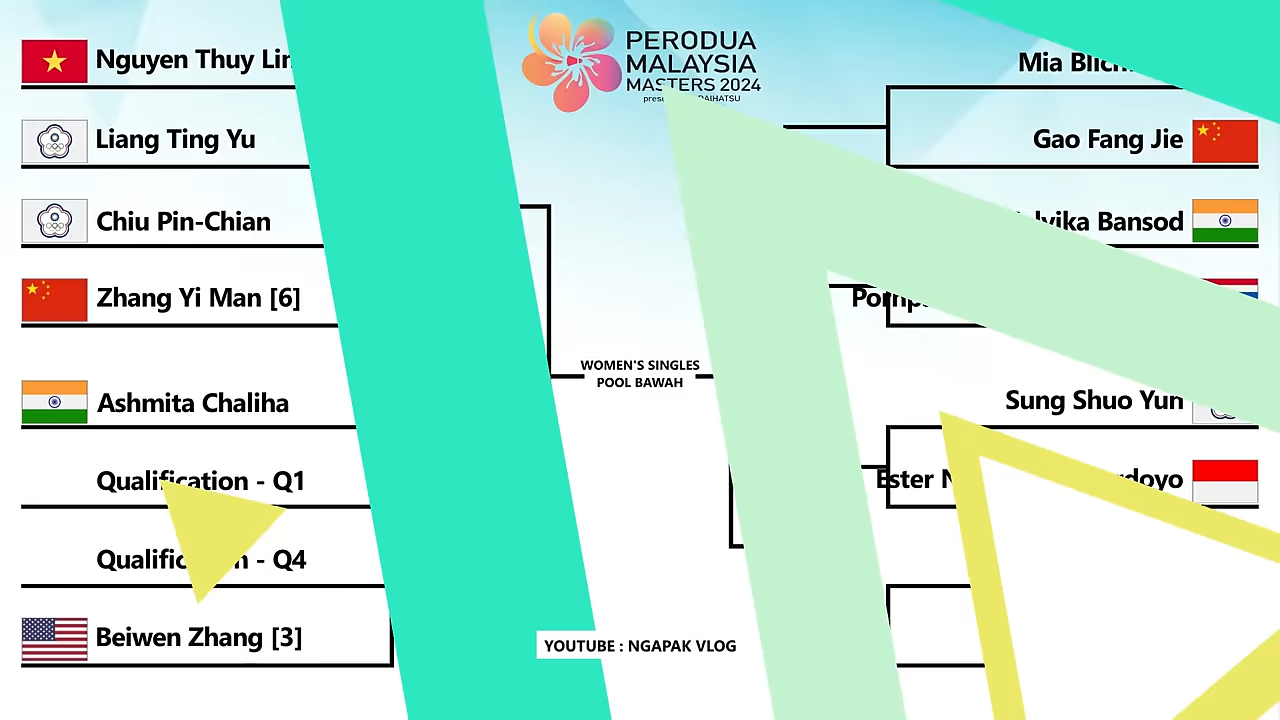 PERODUA
MALAYSIA
MASTERS 2024
Nguyen Thuy
Liang Ting Yu
Chiu Pin-Chian
Zhang Yi Man [6]
Ashmita Chaliha
Qualification - Q1
- Q4
Beiwen Zhang [3]
WOMEN'S SINGLES
POOL BAWAH
YOUTUBE : NGAPAK VLOG
Mia
Gao Fang Jie
Bansod
Sung Shuo Yun
Ester